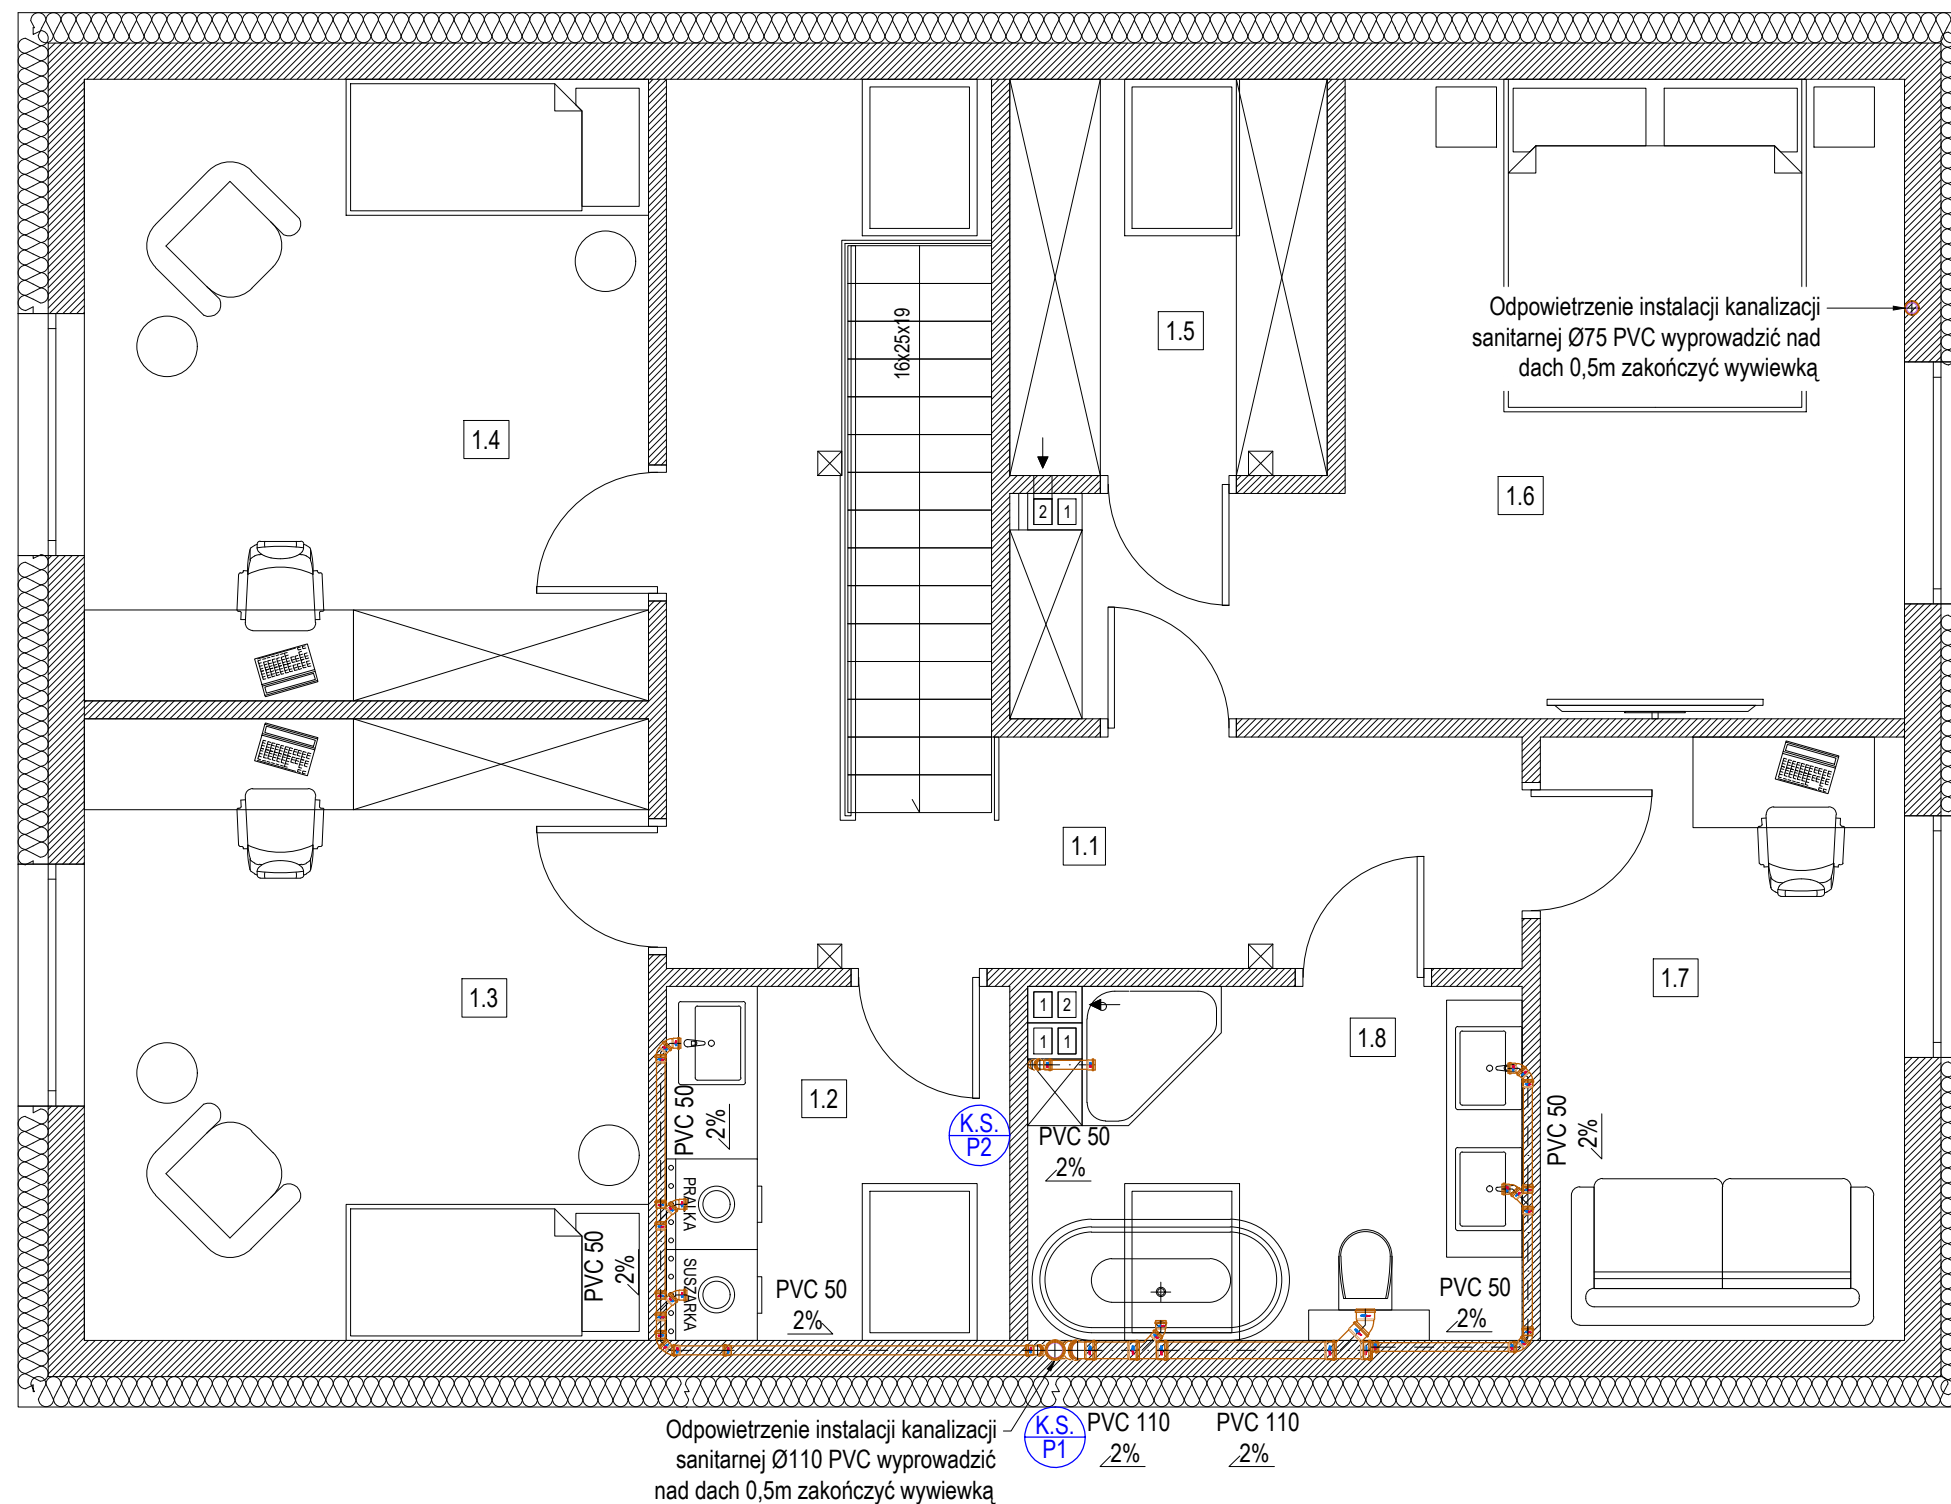 16x25x19
1.5
Odpowietrzenie instalacji kanalizacji
sanitarnej Ø75 PVC wyprowadzić nad
dach 0,5m zakończyć wywiewką
1.4
1.6
2
1
1.1
1.3
1.7
1
2
1
1
1.8
1.2
PVC 50
2%
K.S.
P2
PVC 50
2%
PVC 50
2%
PRALKA
SUSZARKA
PVC 50
2%
PVC 50
2%
PVC 50
2%
Odpowietrzenie instalacji kanalizacji
sanitarnej Ø110 PVC wyprowadzić
nad dach 0,5m zakończyć wywiewką
K.S.
P1
PVC 110
2%
PVC 110
2%